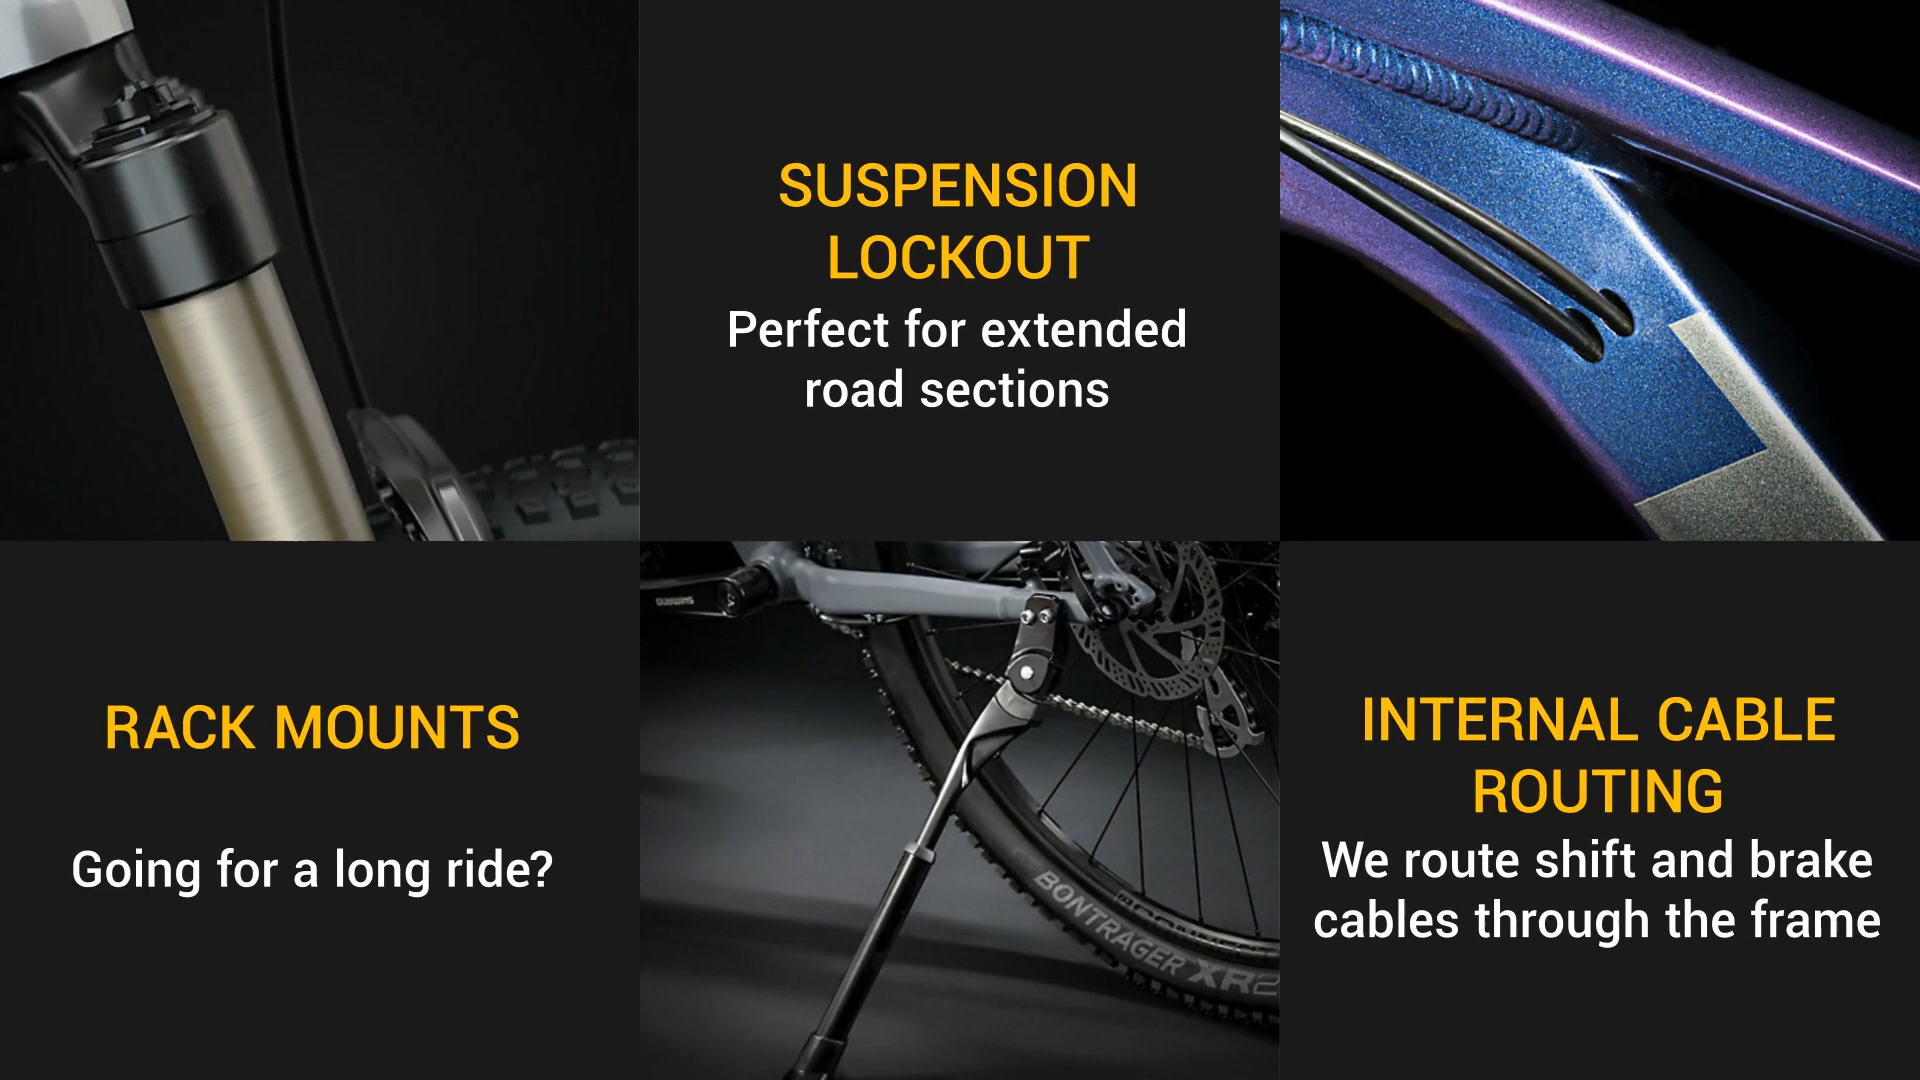 SUSPENSION
LOCKOUT
Perfect for extended
road sections
RACK MOUNTS
Going for a long ride?
BONTRAGER XR2
INTERNAL CABLE
ROUTING
We route shift and brake
cables through the frame